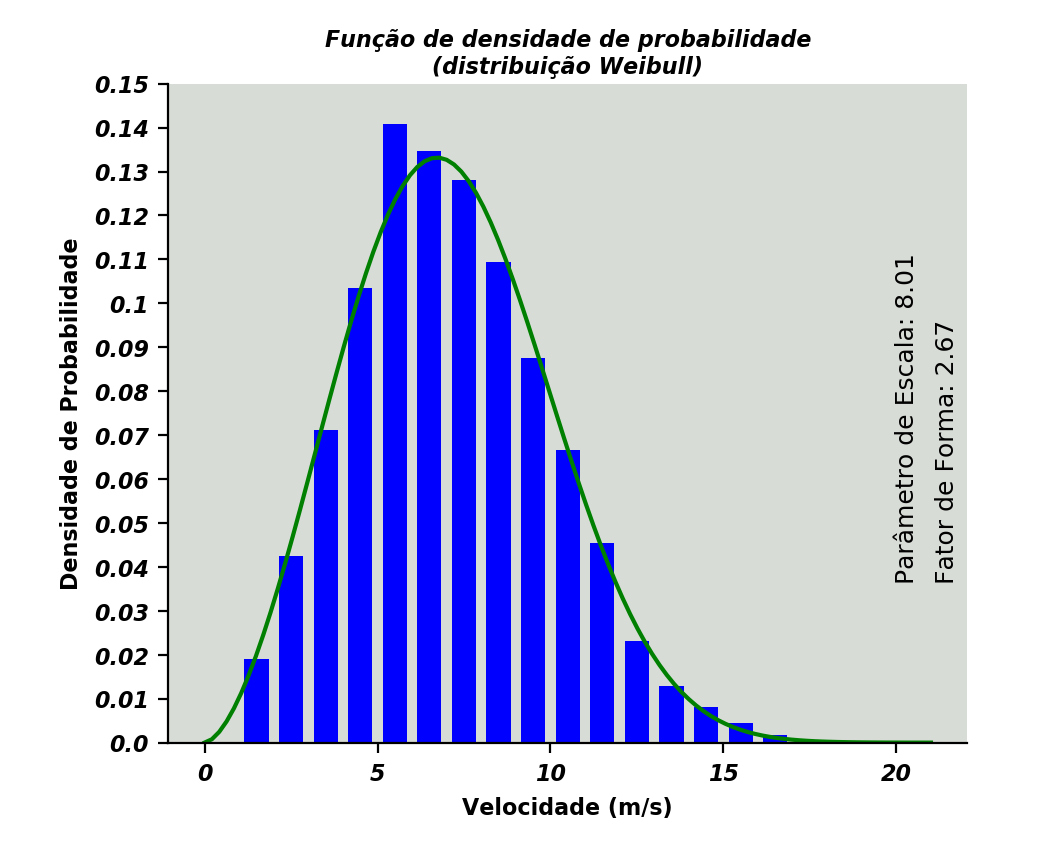 Função de densidade de probabilidade
(distribuição Weibull)
0.15
0.14
0.13
0.12
0.11
0.1
0.09
0.08
0.07
0.06
0.05
0.04
0.03
0.02
0.01
0.0
Densidade de Probabilidade
0 5 10 15 20
Velocidade (m/s)
Parâmetro de Escala: 8.01
Fator de Forma: 2.67